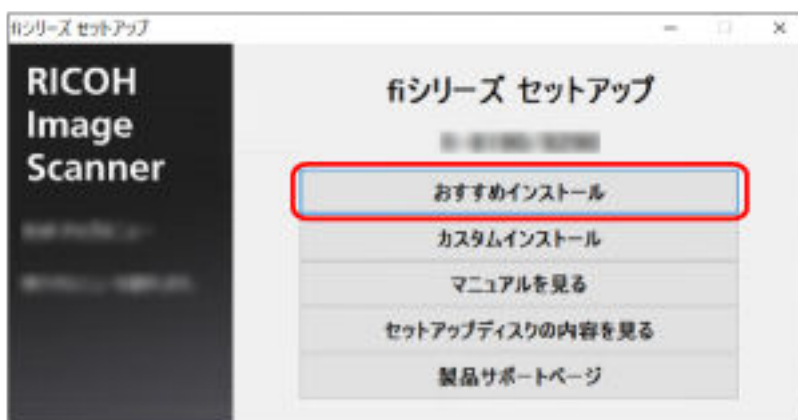 fiシリーズ セットアップ
RICOH
Image
Scanner
fiシリーズ セットアップ
おすすめインストール
カスタムインストール
マニュアルを見る
セットアップディスクの内容を見る
製品サポートページ